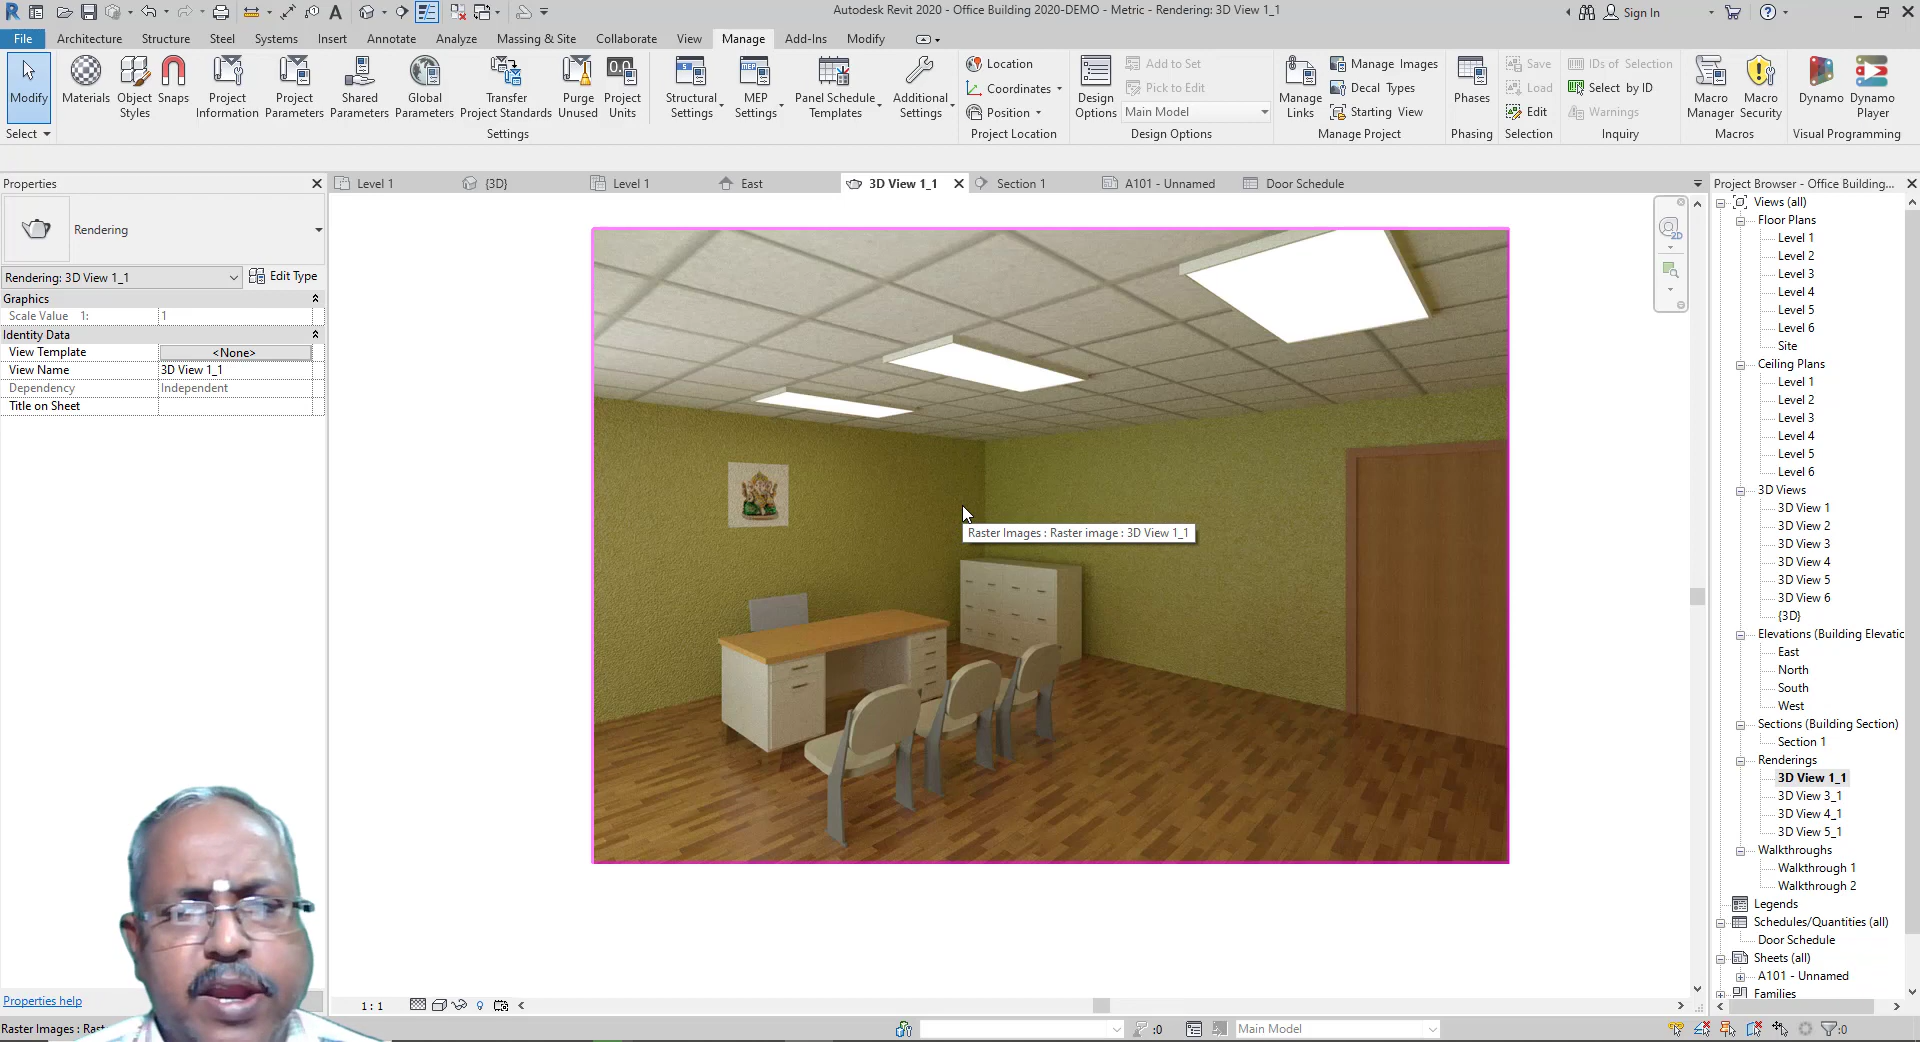 Autodesk Revit 2020 - Office Building 2020-DEMO - Metric - Rendering: 3D View 1_1
Sign In
File Architecture Structure Steel Systems Insert Annotate Analyze Massing & Site Collaborate View Manage Add-Ins Modify
Modify
Select
Materials
Object Styles
Snaps
Project Information
Project Parameters
Shared Parameters
Global Parameters
Transfer Project Standards
Purge Unused
Project Units
Settings
Structural Settings
MEP Settings
Panel Schedule Templates
Additional Settings
Location
Coordinates
Position
Project Location
Design Options
Add to Set
Pick to Edit
Main Model
Design Options
Manage Links
Manage Images
Decal Types
Starting View
Manage Project
Phases
Phasing
Save
Load
Edit
Selection
IDs of Selection
Select by ID
Warnings
Inquiry
Macro Manager
Macro Security
Macros
Dynamo
Dynamo Player
Visual Programming
Properties
Level 1
{3D}
Level 1
East
3D View 1_1
Section 1
A101 - Unnamed
Door Schedule
Project Browser - Office Building...
Rendering
Rendering: 3D View 1_1
Edit Type
Graphics
Scale Value 1: 1
Identity Data
View Template <None>
View Name 3D View 1_1
Dependency Independent
Title on Sheet
Properties help
2D
Raster Images : Raster image : 3D View 1_1
Views (all)
Floor Plans
Level 1
Level 2
Level 3
Level 4
Level 5
Level 6
Site
Ceiling Plans
Level 1
Level 2
Level 3
Level 4
Level 5
Level 6
3D Views
3D View 1
3D View 2
3D View 3
3D View 4
3D View 5
3D View 6
{3D}
Elevations (Building Elevatic
East
North
South
West
Sections (Building Section)
Section 1
Renderings
3D View 1_1
3D View 3_1
3D View 4_1
3D View 5_1
Walkthroughs
Walkthrough 1
Walkthrough 2
Legends
Schedules/Quantities (all)
Door Schedule
Sheets (all)
A101 - Unnamed
Families
1 : 1
Raster Images : Ras
:0
Main Model
:0